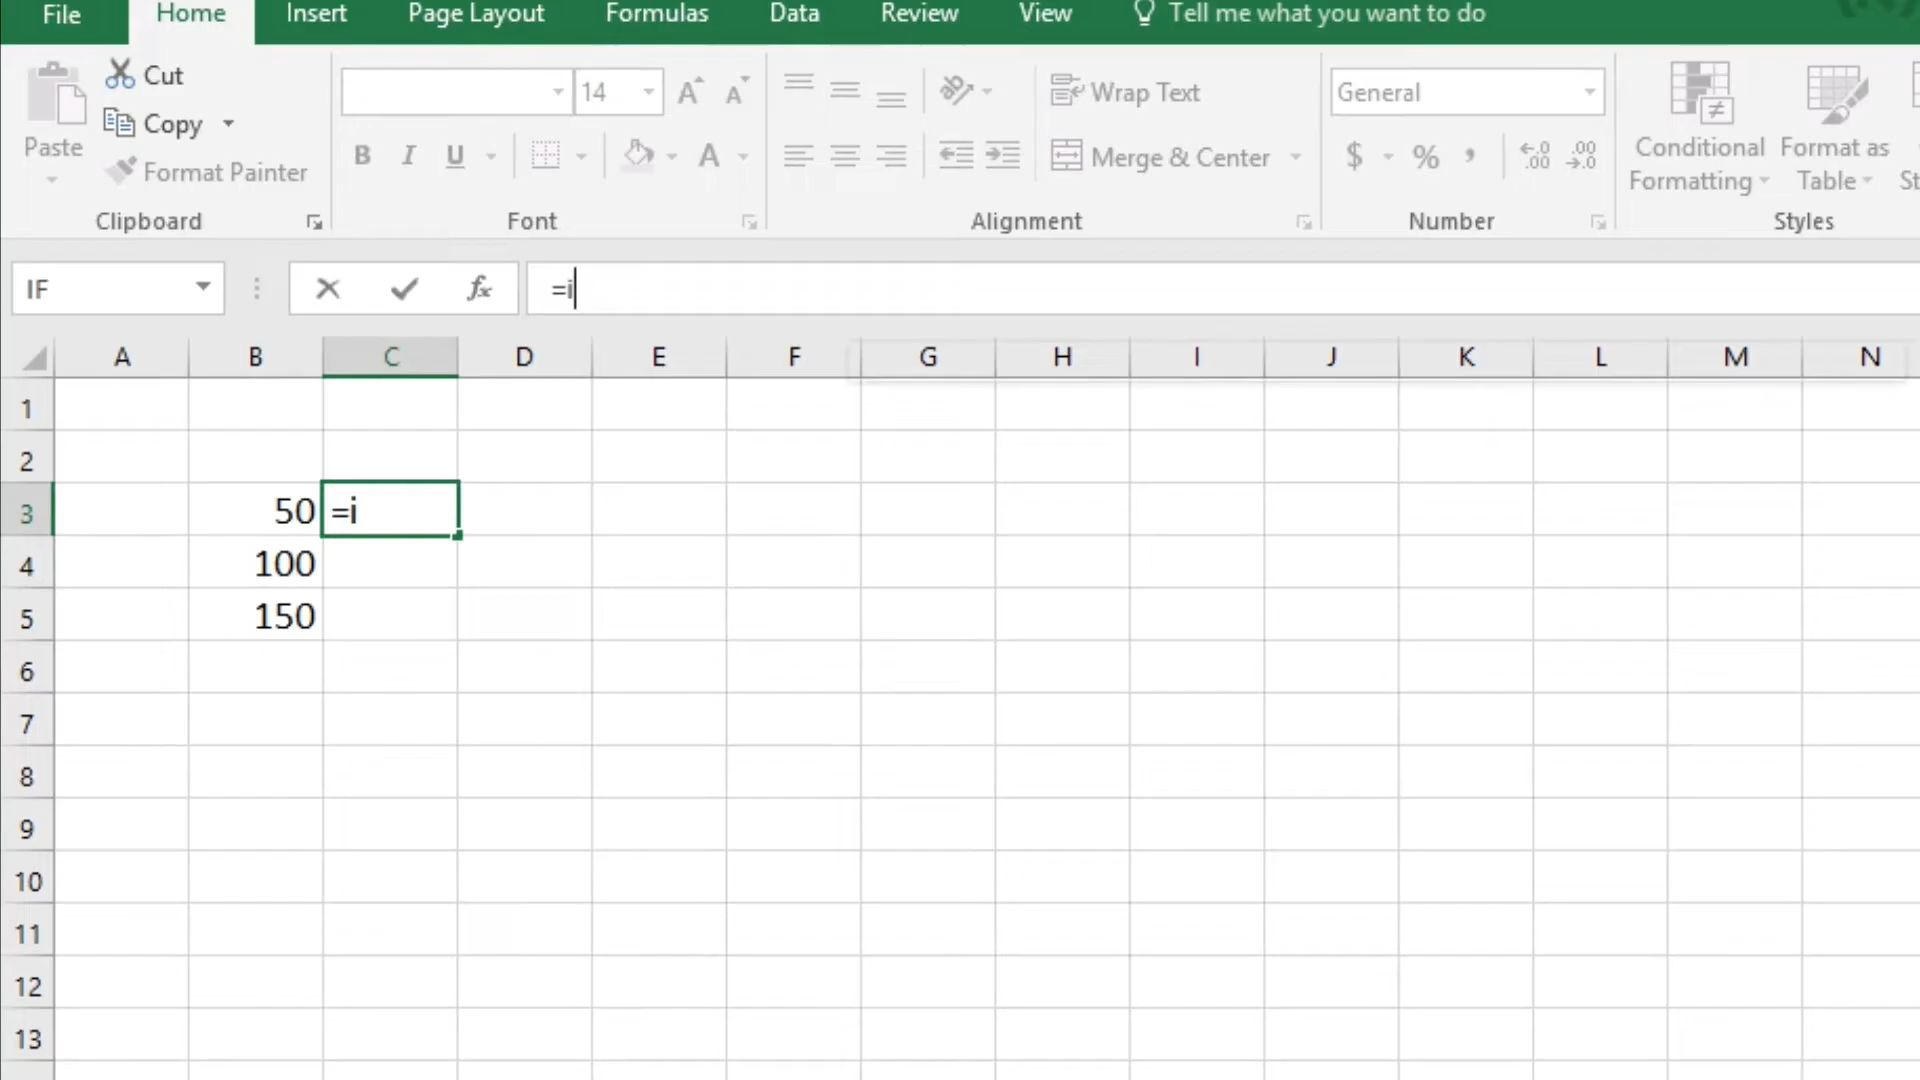 File Home Insert Page Layout Formulas Data Review View Tell me what you want to do
Paste
Cut
Copy
Format Painter
Clipboard
14
B I U
Font
Wrap Text
Merge & Center
Alignment
General
$ % ,
Number
Conditional Formatting
Format as Table
Styles
IF fx =i
A B C D E F G H I J K L M N
1
2
3 50 =i
4 100
5 150
6
7
8
9
10
11
12
13